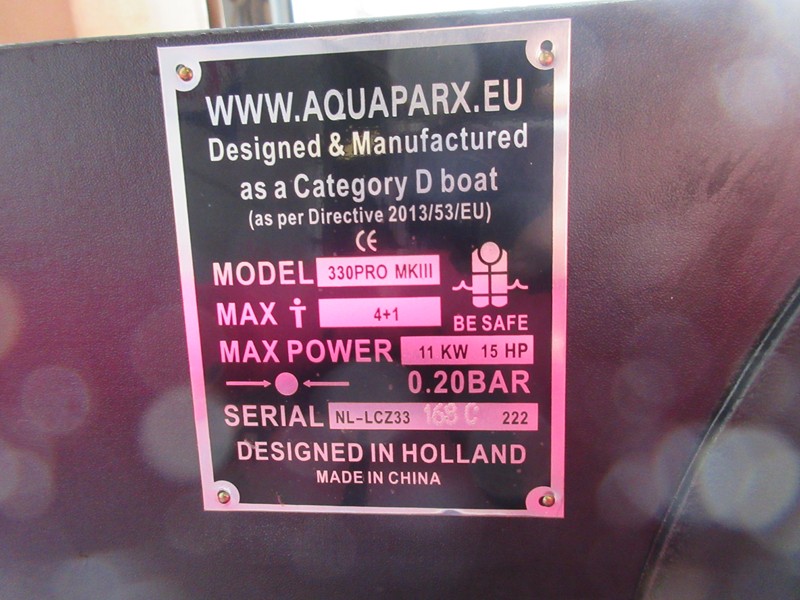 WWW.AQUAPARX.EU
Designed & Manufactured
as a Category D boat
(as per Directive 2013/53/EU)
CE
MODEL 330PRO MKIII
MAX 4+1
BE SAFE
MAX POWER 11 KW 15 HP
0.20BAR
SERIAL NL-LCZ33 168 C 222
DESIGNED IN HOLLAND
MADE IN CHINA